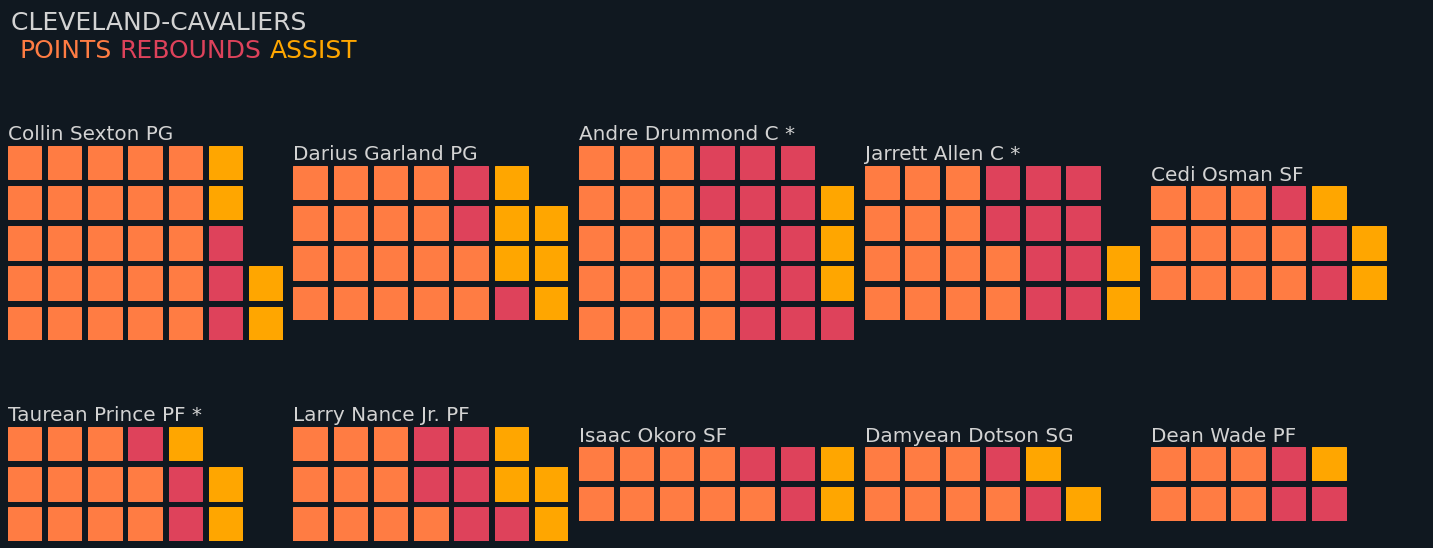 CLEVELAND-CAVALIERS
POINTS REBOUNDS ASSIST
Collin Sexton PG
Darius Garland PG
Andre Drummond C *
Jarrett Allen C *
Cedi Osman SF
Taurean Prince PF *
Larry Nance Jr. PF
Isaac Okoro SF
Damyean Dotson SG
Dean Wade PF